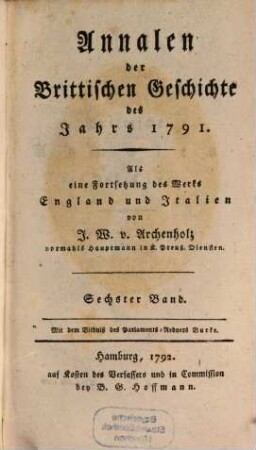 Annalen
der
Brittischen Geschichte
des
Jahrs 1791.
Als
eine Fortsetzung des Werks
England und Italien
von
J. W. v. Archenholz
vormahls Hauptmann in K. Preuß. Diensten.
Sechster Band.
Mit dem Bildniß des Parlaments-Redners Burke.
Hamburg, 1792.
auf Kosten des Verfassers und in Commission
bey B. G. Hoffmann.